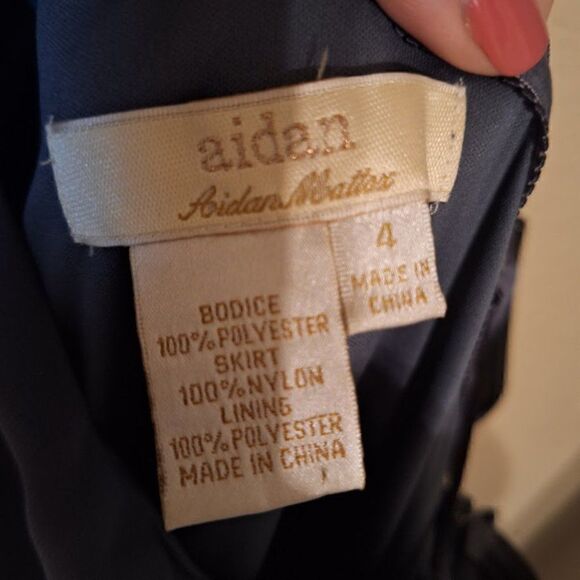 aidan
Aidan Mattox
4
MADE IN
CHINA
BODICE
100% POLYESTER
SKIRT
100% NYLON
LINING
100% POLYESTER
MADE IN CHINA